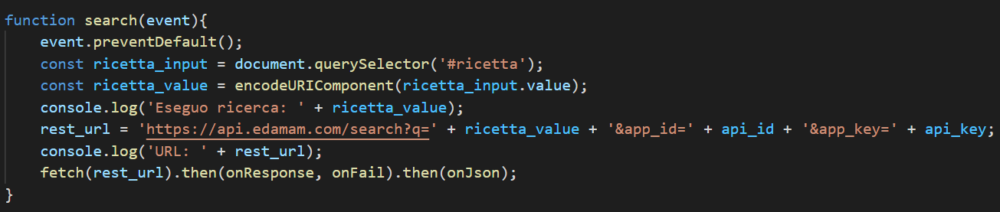 function search(event){
    event.preventDefault();
    const ricetta_input = document.querySelector('#ricetta');
    const ricetta_value = encodeURIComponent(ricetta_input.value);
    console.log('Eseguo ricerca: ' + ricetta_value);
    rest_url = 'https://api.edamam.com/search?q=' + ricetta_value + '&app_id=' + api_id + '&app_key=' + api_key;
    console.log('URL: ' + rest_url);
    fetch(rest_url).then(onResponse, onFail).then(onJson);
}